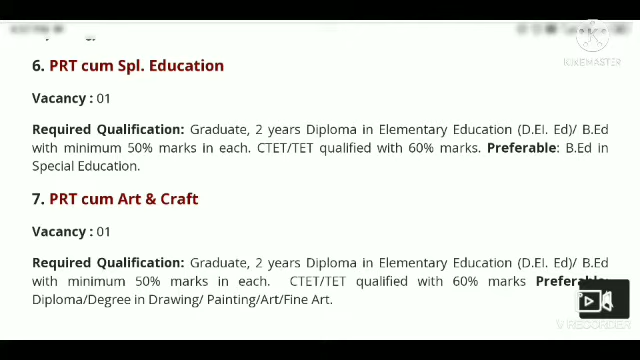 KINEMASTER
6. PRT cum Spl. Education
Vacancy : 01
Required Qualification: Graduate, 2 years Diploma in Elementary Education (D.El. Ed)/ B.Ed
with minimum 50% marks in each. CTET/TET qualified with 60% marks. Preferable: B.Ed in
Special Education.
7. PRT cum Art & Craft
Vacancy : 01
Required Qualification: Graduate, 2 years Diploma in Elementary Education (D.El. Ed)/ B.Ed
with minimum 50% marks in each. CTET/TET qualified with 60% marks Preferable:
Diploma/Degree in Drawing/ Painting/Art/Fine Art.
RECORDER